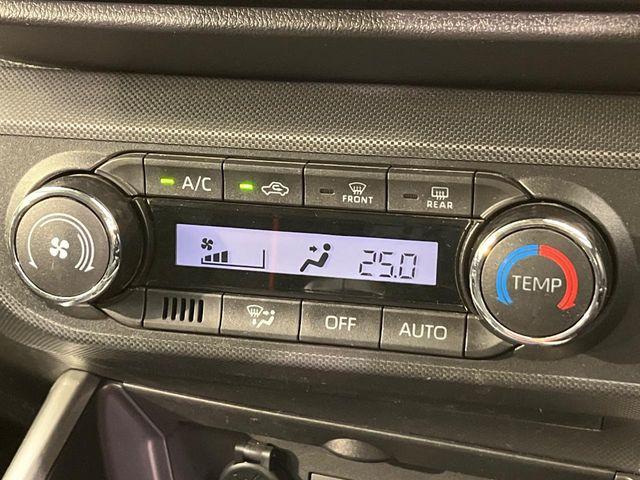 A/C
FRONT
REAR
25.0
TEMP
OFF
AUTO